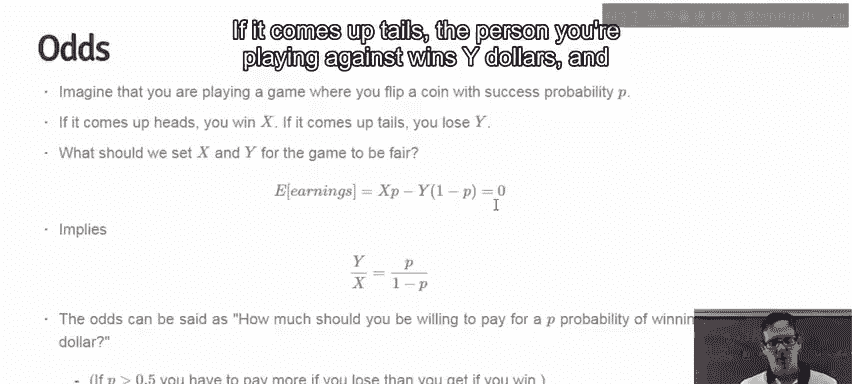 If it comes up tails, the person you're
playing against wins Y dollars, and
Odds
· Imagine that you are playing a game where you flip a coin with success probability p.
· If it comes up heads, you win X. If it comes up tails, you lose Y.
· What should we set X and Y for the game to be fair?
E[earnings] = Xp − Y(1 − p) = 0
· Implies
Y/X = p/(1 − p)
· The odds can be said as "How much should you be willing to pay for a p probability of
dollar?"
- (If p > 0.5 you have to pay more if you lose than you get if you win.)